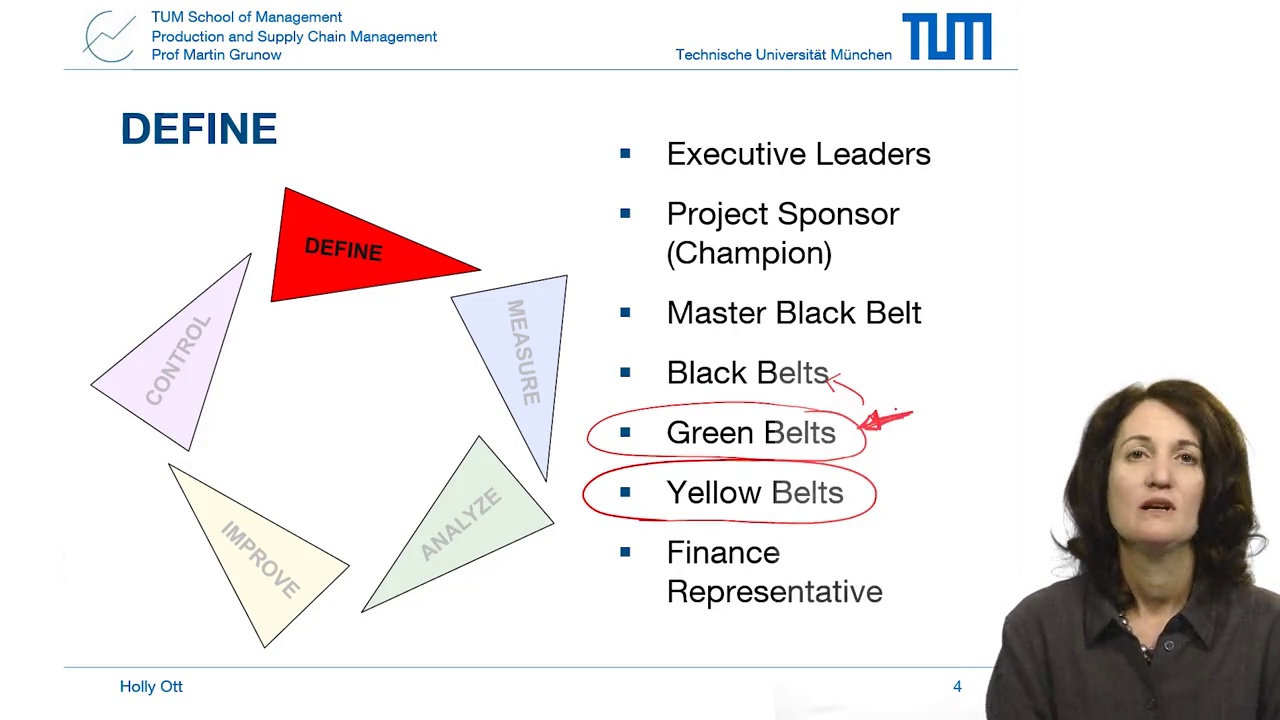 TUM School of Management
Production and Supply Chain Management
Prof Martin Grunow
Technische Universität München
TUM
DEFINE
DEFINE
MEASURE
ANALYZE
IMPROVE
CONTROL
Executive Leaders
Project Sponsor
(Champion)
Master Black Belt
Black Belts
Green Belts
Yellow Belts
Finance
Representative
Holly Ott
4